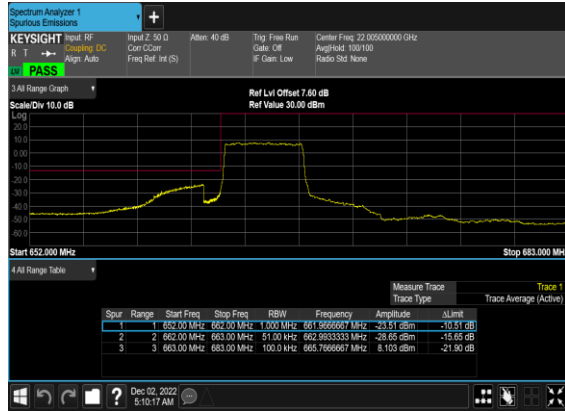 Spectrum Analyzer 1
Spurious Emissions
KEYSIGHT Input: RF Input Z: 50 Ω Atten: 40 dB Trig: Free Run Center Freq: 22.005000000 GHz
R T Coupling: DC Corr CCorr Gate: Off Avg|Hold: 100/100
Align: Auto Freq Ref: Int (S) IF Gain: Low Radio Std: None
LV PASS
3 All Range Graph Ref Lvl Offset 7.60 dB
Scale/Div 10.0 dB Ref Value 30.00 dBm
Log
20.0
10.0
0.00
-10.0
-20.0
-30.0
-40.0
-50.0
-60.0
Start 652.000 MHz Stop 683.000 MH
4 All Range Table
Measure Trace Trace 1
Trace Type Trace Average (Active)
Spur Range Start Freq Stop Freq RBW Frequency Amplitude ΔLimit
1 1 652.00 MHz 662.00 MHz 1.000 MHz 661.9666667 MHz -23.51 dBm -10.51 dB
2 2 662.00 MHz 663.00 MHz 51.00 kHz 662.9933333 MHz -28.65 dBm -15.65 dB
3 3 663.00 MHz 683.00 MHz 100.0 kHz 665.7666667 MHz 8.103 dBm -21.90 dB
Dec 02, 2022
5:10:17 AM